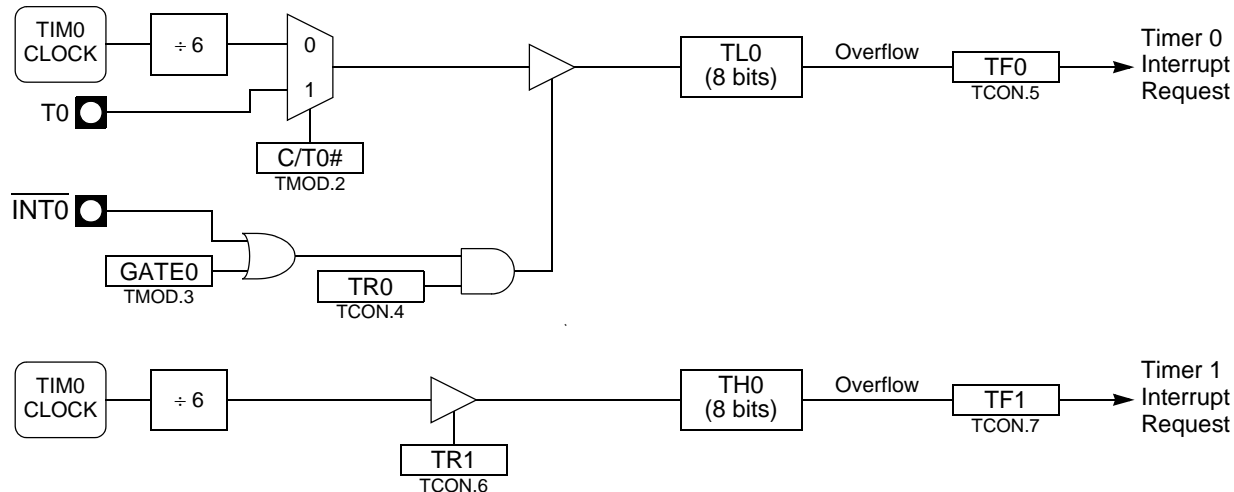 TIM0
CLOCK
÷ 6
0
1
T0
C/T0#
TMOD.2
TL0
(8 bits)
Overflow
TF0
TCON.5
Timer 0
Interrupt
Request
INT0
GATE0
TMOD.3
TR0
TCON.4
TIM0
CLOCK
÷ 6
TR1
TCON.6
TH0
(8 bits)
Overflow
TF1
TCON.7
Timer 1
Interrupt
Request